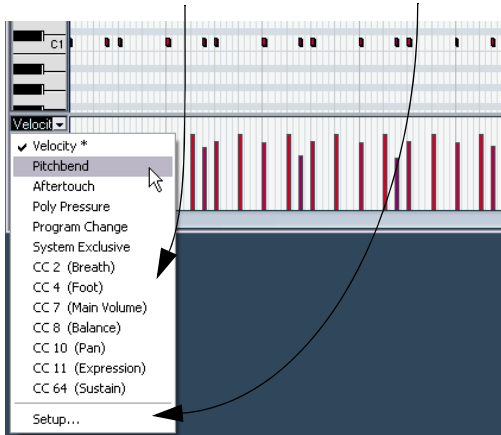 C1
Velocit
Velocity *
Pitchbend
Aftertouch
Poly Pressure
Program Change
System Exclusive
CC 2 (Breath)
CC 4 (Foot)
CC 7 (Main Volume)
CC 8 (Balance)
CC 10 (Pan)
CC 11 (Expression)
CC 64 (Sustain)
Setup...